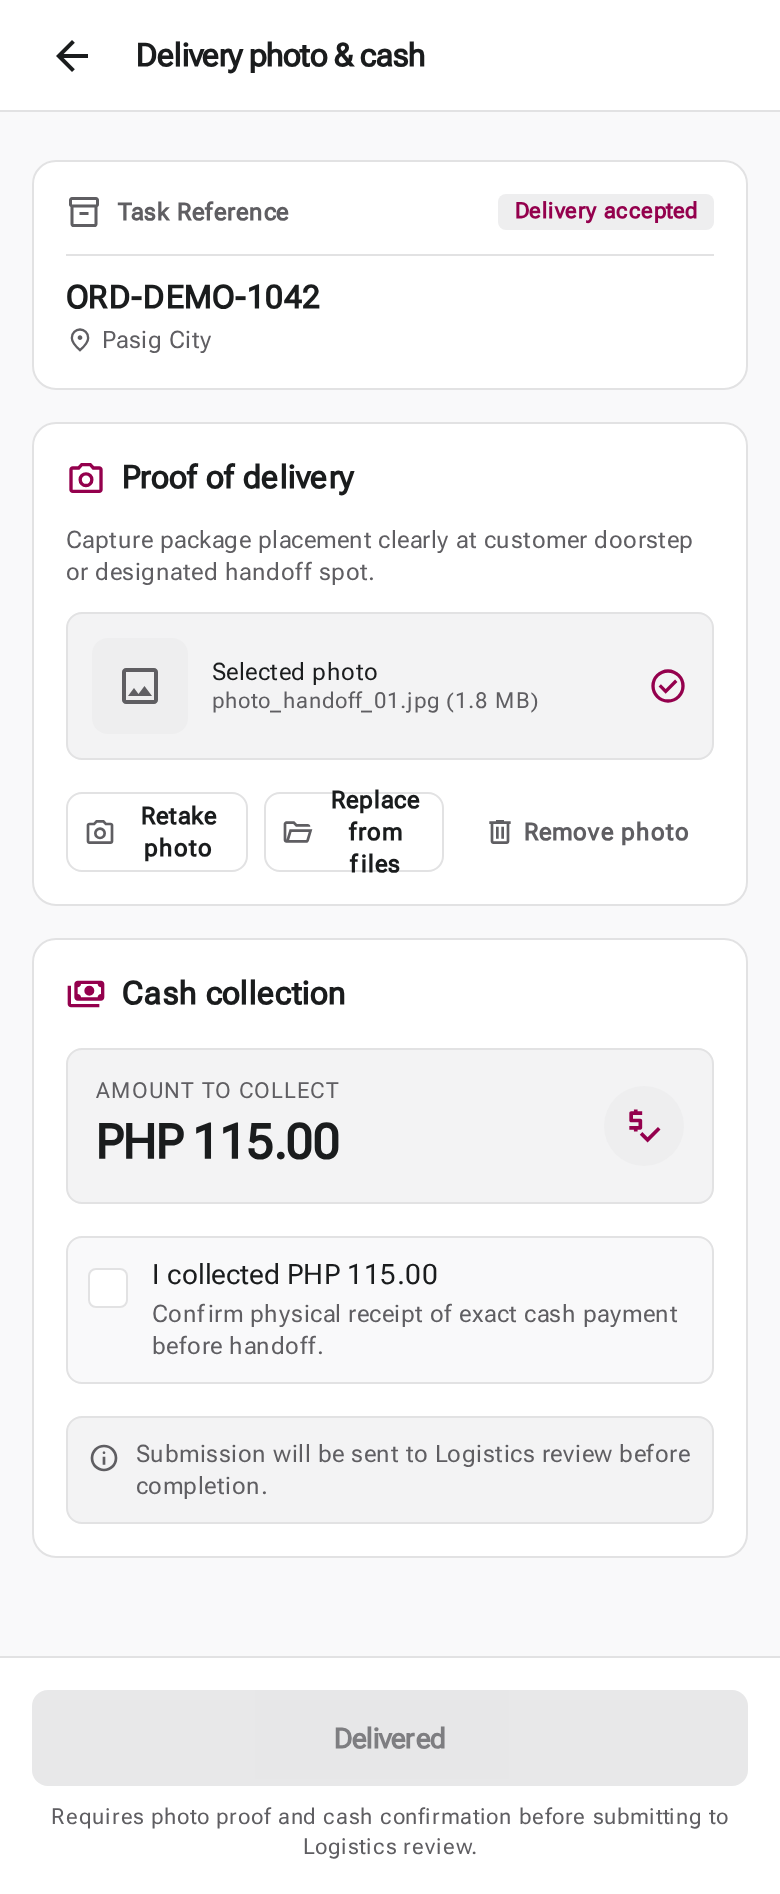 Delivery photo & cash
Task Reference
Delivery accepted
ORD-DEMO-1042
Pasig City
Proof of delivery
Capture package placement clearly at customer doorstep
or designated handoff spot.
Selected photo
photo_handoff_01.jpg (1.8 MB)
Retake
photo
Replace
from
files
Remove photo
Cash collection
AMOUNT TO COLLECT
PHP 115.00
I collected PHP 115.00
Confirm physical receipt of exact cash payment
before handoff.
Submission will be sent to Logistics review before
completion.
Delivered
Requires photo proof and cash confirmation before submitting to
Logistics review.